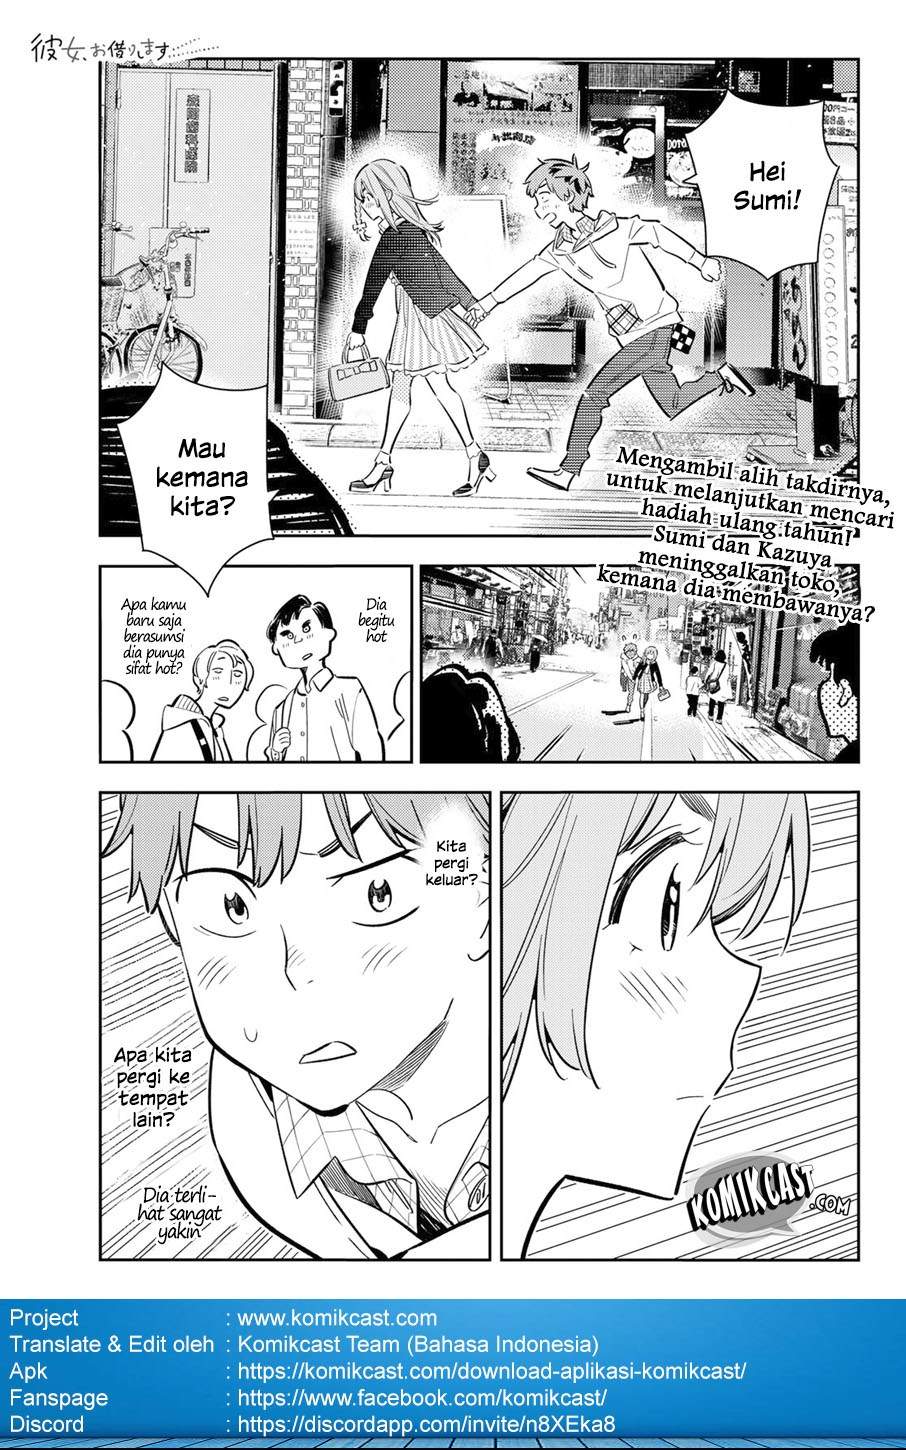 彼女、お借りします
Hei
Sumi!
Mau
kemana
kita?
Mengambil alih takdirnya,
untuk melanjutkan mencari
hadiah ulang tahun!
Sumi dan Kazuya
meninggalkan toko,
kemana dia membawanya?
Dia
begitu
hot
Apa kamu
baru saja
berasumsi
dia punya
sifat hot?
Kita
pergi
keluar?
Apa kita
pergi ke
tempat
lain?
Dia terli-
hat sangat
yakin
KOMIKCAST
.COM
Project : www.komikcast.com
Translate & Edit oleh : Komikcast Team (Bahasa Indonesia)
Apk : https://komikcast.com/download-aplikasi-komikcast/
Fanspage : https://www.facebook.com/komikcast/
Discord : https://discordapp.com/invite/n8XEka8